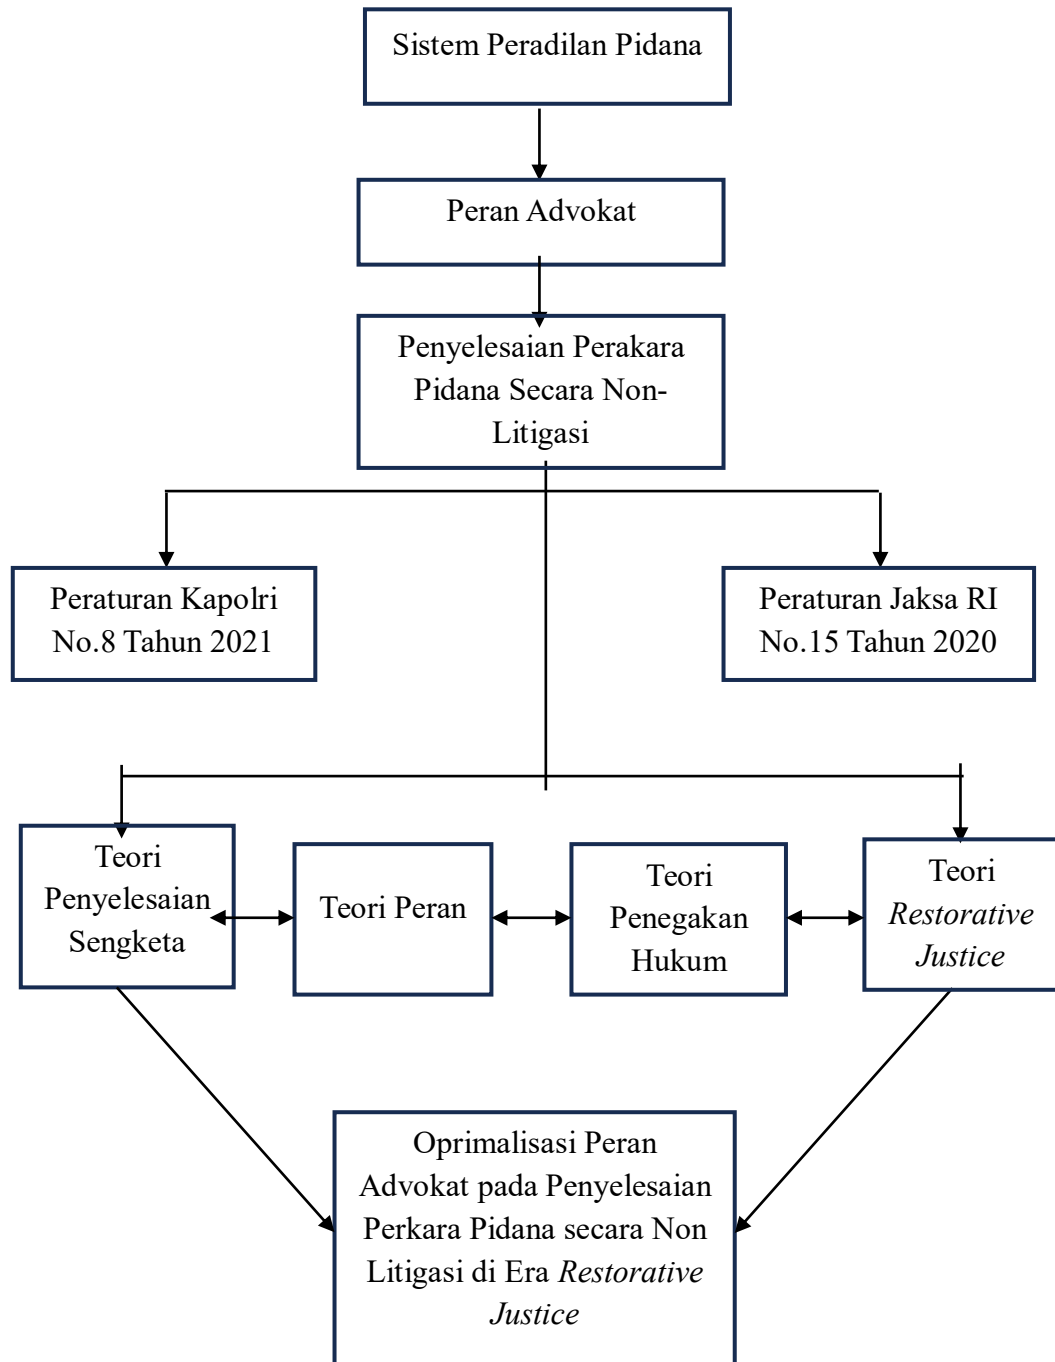 Sistem Peradilan Pidana
Peran Advokat
Penyelesaian Perakara
Pidana Secara Non-
Litigasi
Peraturan Kapolri
No.8 Tahun 2021
Peraturan Jaksa RI
No.15 Tahun 2020
Teori
Penyelesaian
Sengketa
Teori Peran
Teori
Penegakan
Hukum
Teori
Restorative
Justice
Oprimalisasi Peran
Advokat pada Penyelesaian
Perkara Pidana secara Non
Litigasi di Era Restorative
Justice